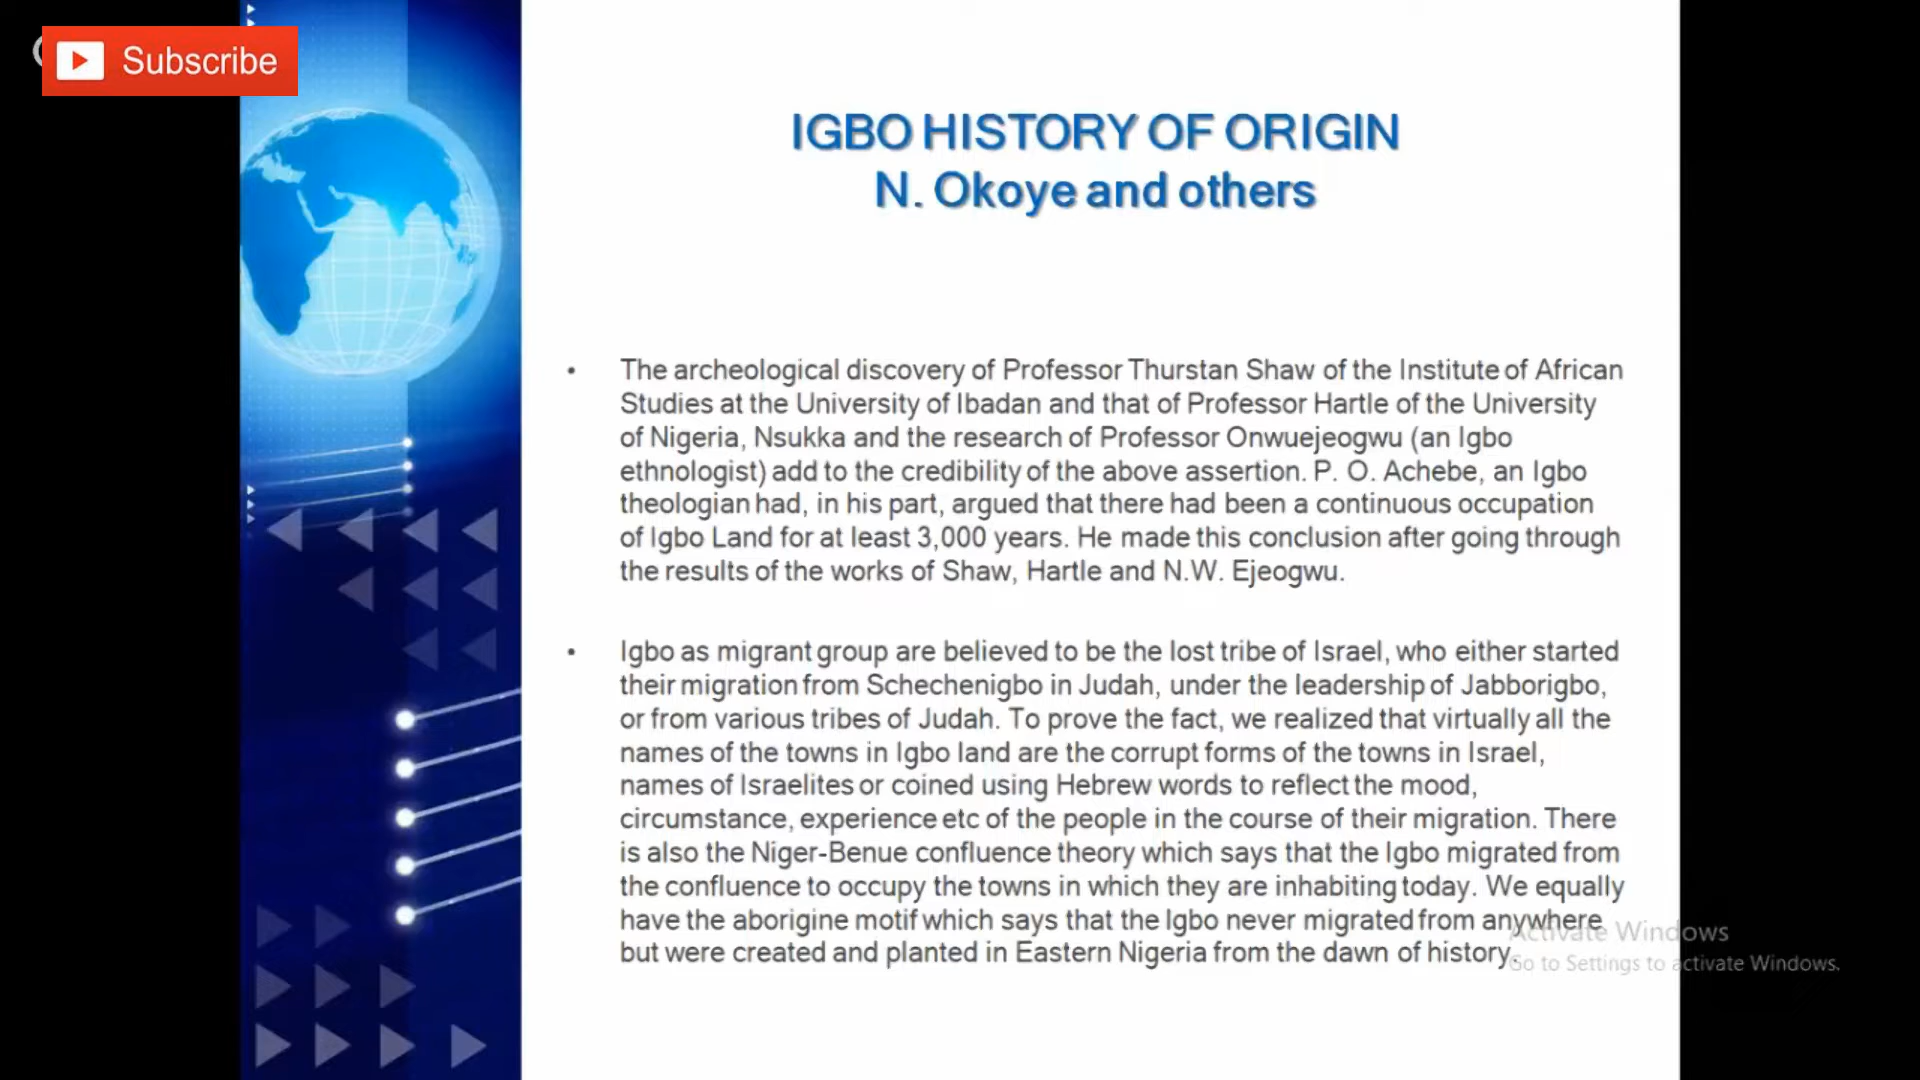 Subscribe
IGBO HISTORY OF ORIGIN
N. Okoye and others
• The archeological discovery of Professor Thurstan Shaw of the Institute of African
Studies at the University of Ibadan and that of Professor Hartle of the University
of Nigeria, Nsukka and the research of Professor Onwuejeogwu (an Igbo
ethnologist) add to the credibility of the above assertion. P. O. Achebe, an Igbo
theologian had, in his part, argued that there had been a continuous occupation
of Igbo Land for at least 3,000 years. He made this conclusion after going through
the results of the works of Shaw, Hartle and N.W. Ejeogwu.
• Igbo as migrant group are believed to be the lost tribe of Israel, who either started
their migration from Schechenigbo in Judah, under the leadership of Jabborigbo,
or from various tribes of Judah. To prove the fact, we realized that virtually all the
names of the towns in Igbo land are the corrupt forms of the towns in Israel,
names of Israelites or coined using Hebrew words to reflect the mood,
circumstance, experience etc of the people in the course of their migration. There
is also the Niger-Benue confluence theory which says that the Igbo migrated from
the confluence to occupy the towns in which they are inhabiting today. We equally
have the aborigine motif which says that the Igbo never migrated from anywhere
but were created and planted in Eastern Nigeria from the dawn of history.
Activate Windows
Go to Settings to activate Windows.